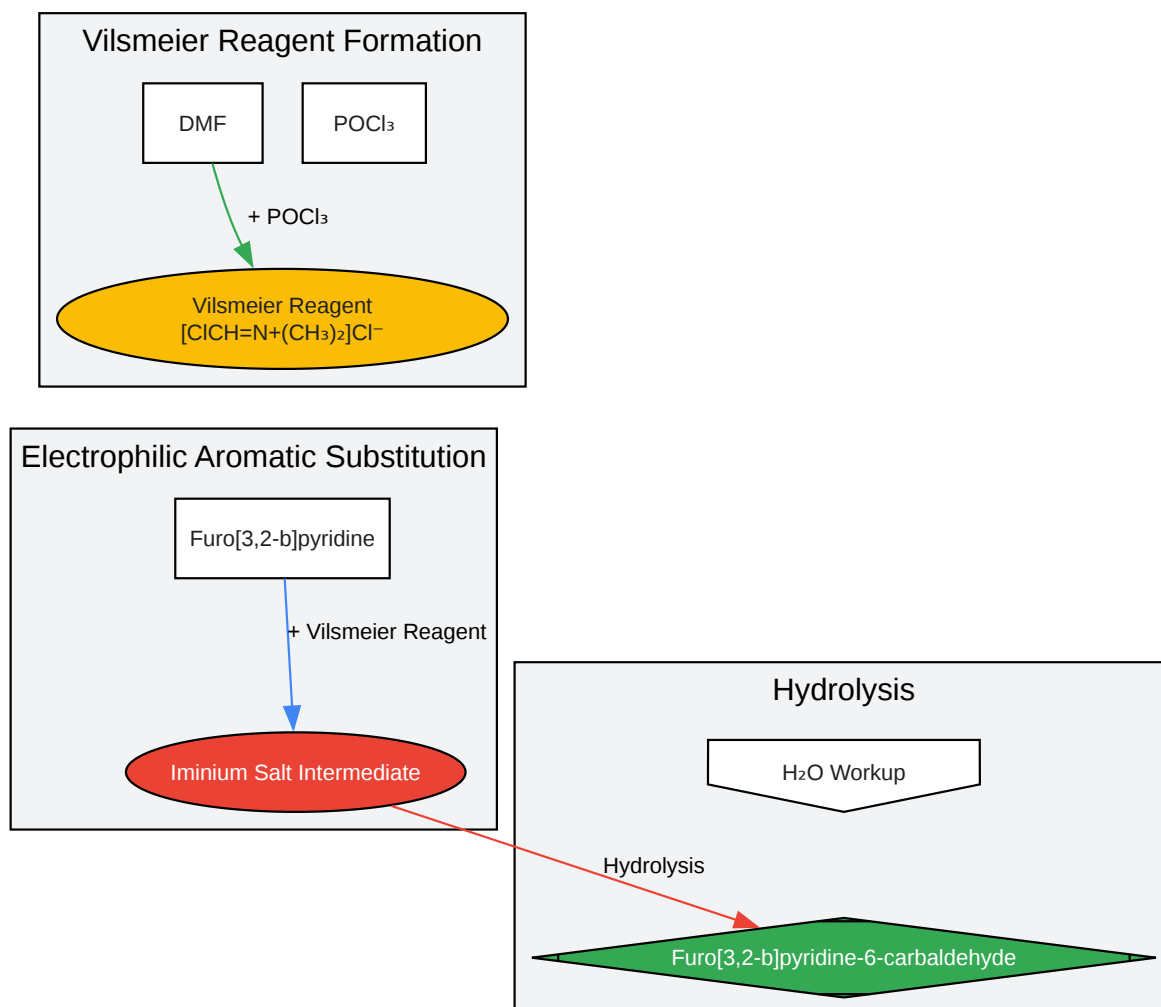 Vilsmeier Reagent Formation
DMF
POCl₃
+ POCl₃
Vilsmeier Reagent
[ClCH=N+(CH₃)₂]Cl⁻
Electrophilic Aromatic Substitution
Furo[3,2-b]pyridine
+ Vilsmeier Reagent
Iminium Salt Intermediate
Hydrolysis
H₂O Workup
Hydrolysis
Furo[3,2-b]pyridine-6-carbaldehyde